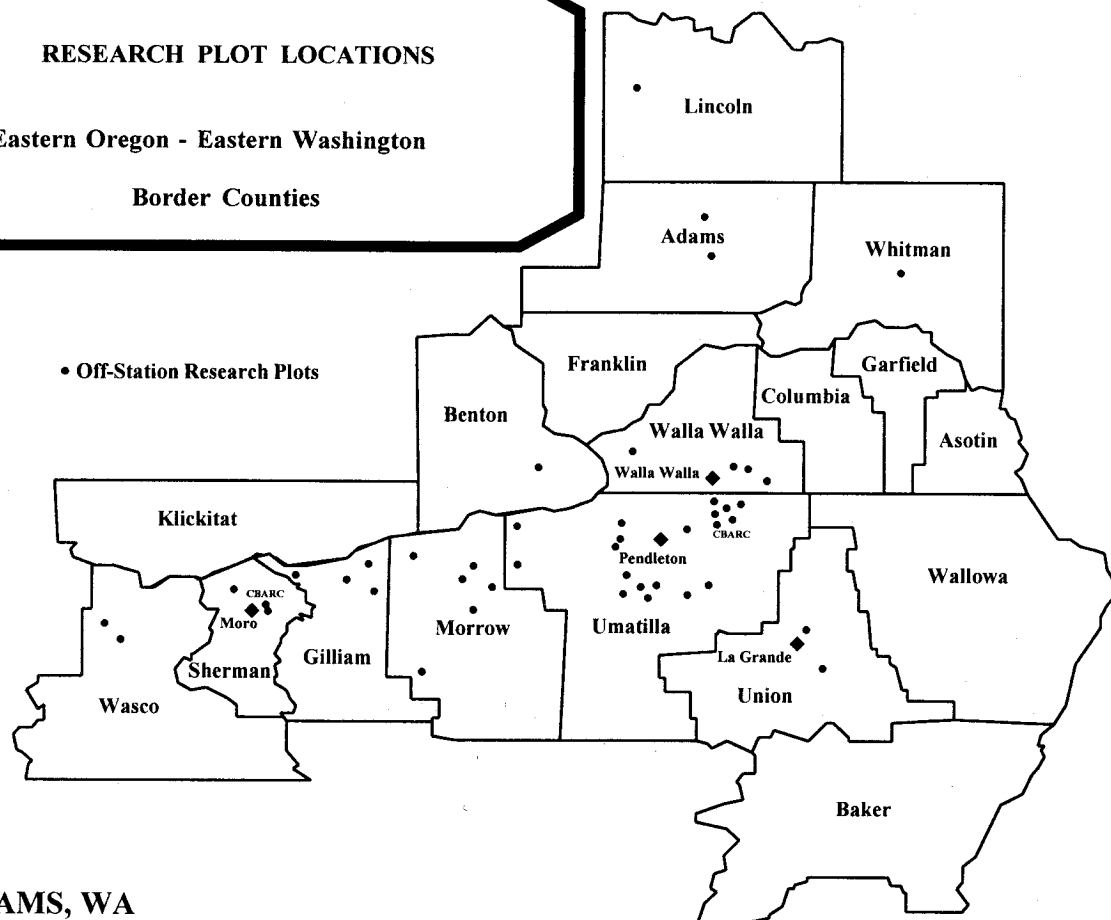 RESEARCH PLOT LOCATIONS
Eastern Oregon - Eastern Washington
Border Counties
• Off-Station Research Plots
Lincoln
Adams
Whitman
Franklin
Garfield
Columbia
Benton
Walla Walla
Asotin
Walla Walla
Klickitat
CBARC
Pendleton
Wallowa
CBARC
Moro
Morrow
Umatilla
Gilliam
La Grande
Sherman
Union
Wasco
Baker
AMS, WA